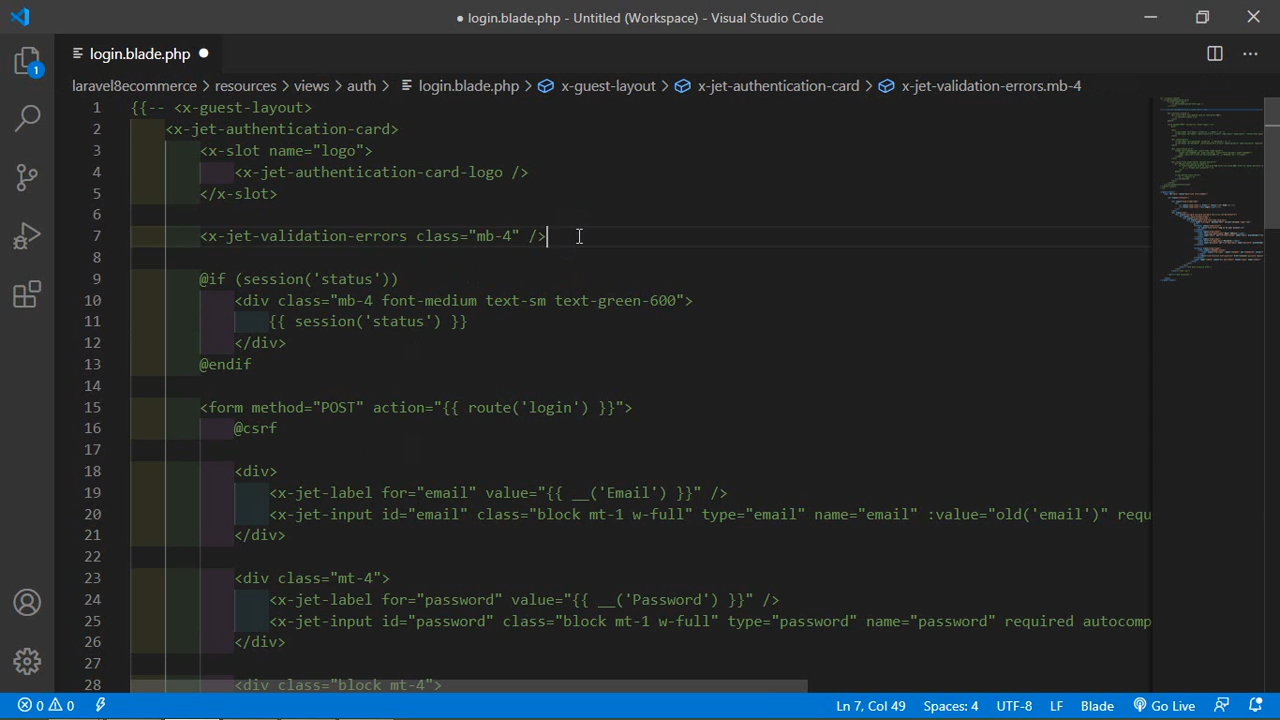 ● login.blade.php - Untitled (Workspace) - Visual Studio Code
login.blade.php ●
laravel8ecommerce > resources > views > auth > login.blade.php > x-guest-layout > x-jet-authentication-card > x-jet-validation-errors.mb-4
1
1 {{-- <x-guest-layout>
2 <x-jet-authentication-card>
3 <x-slot name="logo">
4 <x-jet-authentication-card-logo />
5 </x-slot>
6
7 <x-jet-validation-errors class="mb-4" />
8
9 @if (session('status'))
10 <div class="mb-4 font-medium text-sm text-green-600">
11 {{ session('status') }}
12 </div>
13 @endif
14
15 <form method="POST" action="{{ route('login') }}">
16 @csrf
17
18 <div>
19 <x-jet-label for="email" value="{{ __('Email') }}" />
20 <x-jet-input id="email" class="block mt-1 w-full" type="email" name="email" :value="old('email')" requ
21 </div>
22
23 <div class="mt-4">
24 <x-jet-label for="password" value="{{ __('Password') }}" />
25 <x-jet-input id="password" class="block mt-1 w-full" type="password" name="password" required autocomp
26 </div>
27
28 <div class="block mt-4">
0 0 Ln 7, Col 49 Spaces: 4 UTF-8 LF Blade Go Live